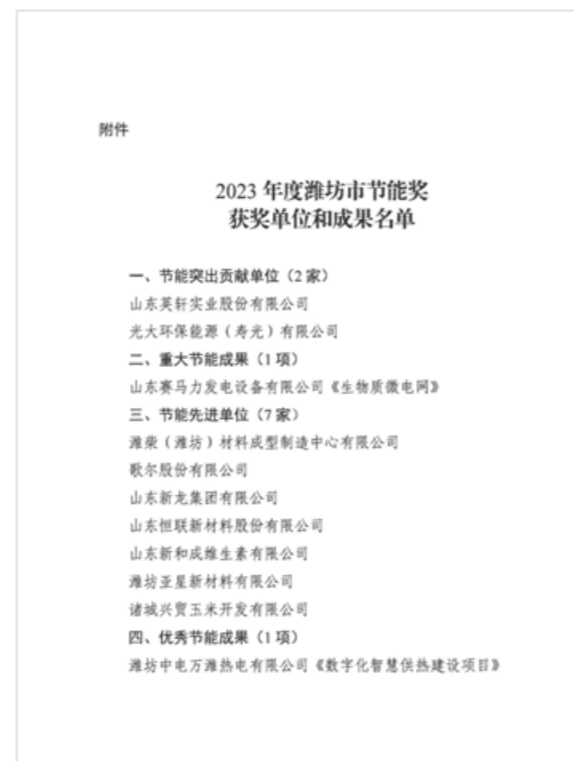 附件
2023 年度潍坊市节能奖
获奖单位和成果名单
一、节能突出贡献单位（2 家）
山东英轩实业股份有限公司
光大环保能源（寿光）有限公司
二、重大节能成果（1 项）
山东赛马力发电设备有限公司《生物质微电网》
三、节能先进单位（7 家）
潍柴（潍坊）材料成型制造中心有限公司
歌尔股份有限公司
山东新龙集团有限公司
山东恒联新材料股份有限公司
山东新和成维生素有限公司
潍坊亚星新材料有限公司
诸城兴贸玉米开发有限公司
四、优秀节能成果（1 项）
潍坊中电万潍热电有限公司《数字化智慧供热建设项目》